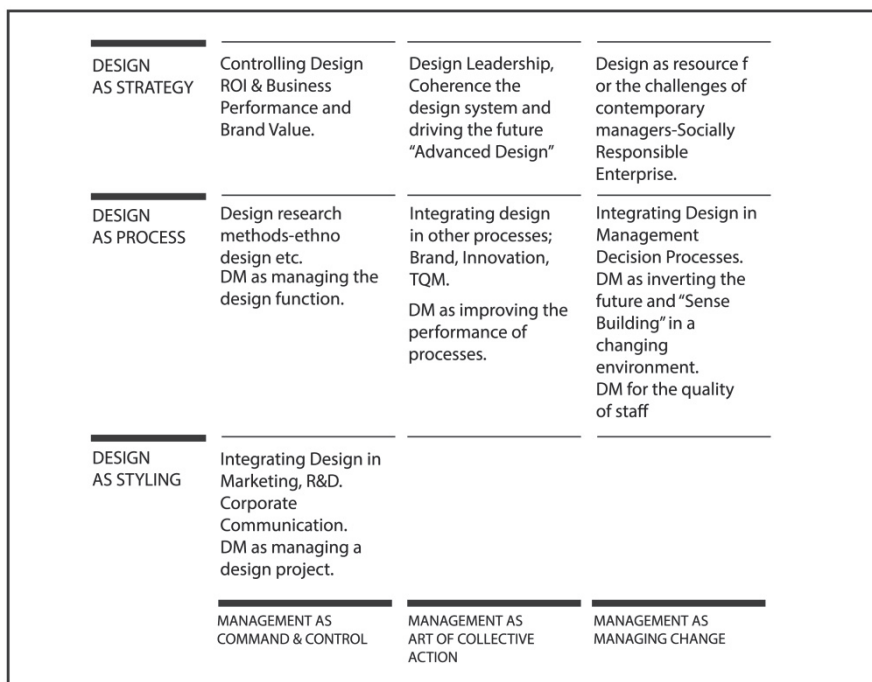 DESIGN
AS STRATEGY
Controlling Design
ROI & Business
Performance and
Brand Value.
Design Leadership,
Coherence the
design system and
driving the future
“Advanced Design”
Design as resource f
or the challenges of
contemporary
managers-Socially
Responsible
Enterprise.
DESIGN
AS PROCESS
Design research
methods-ethno
design etc.
DM as managing the
design function.
Integrating design
in other processes;
Brand, Innovation,
TQM.
DM as improving the
performance of
processes.
Integrating Design in
Management
Decision Processes.
DM as inverting the
future and “Sense
Building” in a
changing
environment.
DM for the quality
of staff
DESIGN
AS STYLING
Integrating Design in
Marketing, R&D.
Corporate
Communication.
DM as managing a
design project.
MANAGEMENT AS
COMMAND & CONTROL
MANAGEMENT AS
ART OF COLLECTIVE
ACTION
MANAGEMENT AS
MANAGING CHANGE